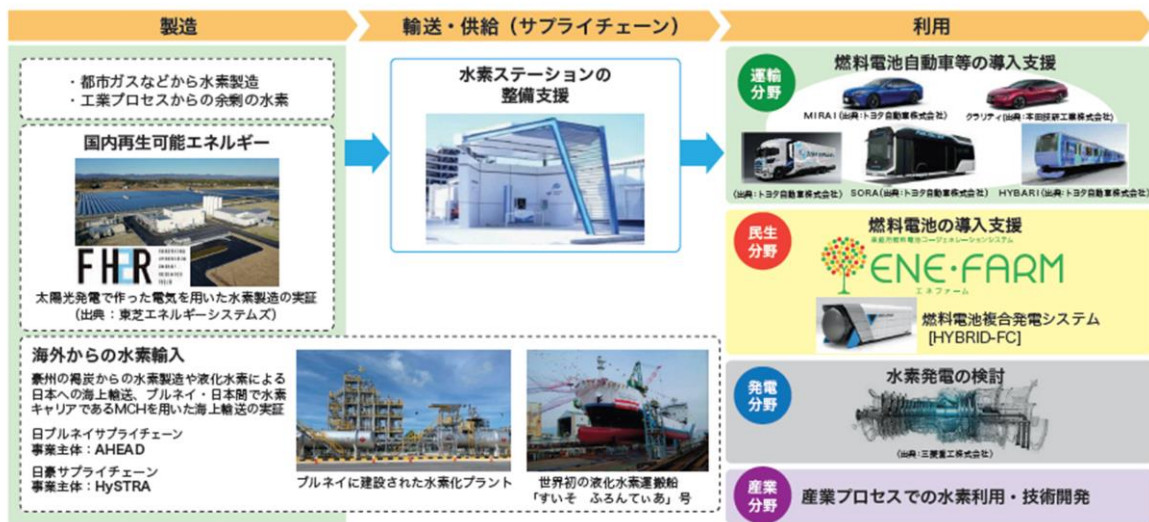 製造
輸送・供給（サプライチェーン）
利用
・都市ガスなどから水素製造
・工業プロセスからの余剰の水素
国内再生可能エネルギー
FH2R
太陽光発電で作った電気を用いた水素製造の実証
（出典：東芝エネルギーシステムズ）
海外からの水素輸入
豪州の褐炭からの水素製造や液化水素による
日本への海上輸送、ブルネイ・日本間で水素
キャリアであるMCHを用いた海上輸送の実証
日ブルネイサプライチェーン
事業主体：AHEAD
日豪サプライチェーン
事業主体：HySTRA
ブルネイに建設された水素化プラント
世界初の液化水素運搬船
「すいそ　ふろんてぃあ」号
水素ステーションの
整備支援
運輸
分野
燃料電池自動車等の導入支援
MIRAI（出典：トヨタ自動車株式会社）
クラリティ（出典：本田技研工業株式会社）
（出典：トヨタ自動車株式会社）
SORA（出典：トヨタ自動車株式会社）
HYBARI（出典：トヨタ自動車株式会社）
民生
分野
燃料電池の導入支援
家庭用燃料電池コージェネレーションシステム
ENE・FARM
エネファーム
燃料電池複合発電システム
[HYBRID-FC]
発電
分野
水素発電の検討
（出典：三菱重工株式会社）
産業
分野
産業プロセスでの水素利用・技術開発